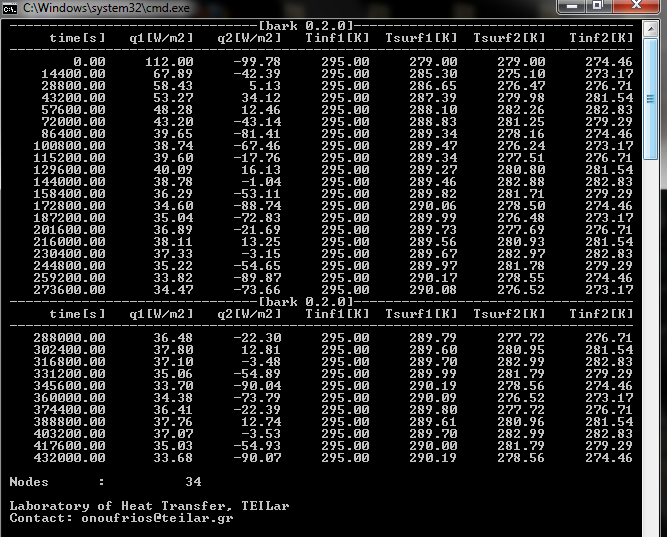 C:\Windows\system32\cmd.exe
[bark 0.2.0]
time[s] q1[W/m2] q2[W/m2] Tinf1[K] Tsurf1[K] Tsurf2[K] Tinf2[K]
0.00 112.00 -99.78 295.00 279.00 279.00 274.46
14400.00 67.89 -42.39 295.00 285.30 275.10 273.17
28800.00 58.43 5.13 295.00 286.65 276.47 276.71
43200.00 53.27 34.12 295.00 287.39 279.98 281.54
57600.00 48.28 12.46 295.00 288.10 282.26 282.83
72000.00 43.20 -43.14 295.00 288.83 281.25 279.29
86400.00 39.65 -81.41 295.00 289.34 278.16 274.46
100800.00 38.74 -67.46 295.00 289.47 276.24 273.17
115200.00 39.60 -17.76 295.00 289.34 277.51 276.71
129600.00 40.09 16.13 295.00 289.27 280.80 281.54
144000.00 38.78 -1.04 295.00 289.46 282.88 282.83
158400.00 36.29 -53.11 295.00 289.82 281.71 279.29
172800.00 34.60 -88.74 295.00 290.06 278.50 274.46
187200.00 35.04 -72.83 295.00 289.99 276.48 273.17
201600.00 36.89 -21.69 295.00 289.73 277.69 276.71
216000.00 38.11 13.25 295.00 289.56 280.93 281.54
230400.00 37.33 -3.15 295.00 289.67 282.97 282.83
244800.00 35.22 -54.65 295.00 289.97 281.78 279.29
259200.00 33.82 -89.87 295.00 290.17 278.55 274.46
273600.00 34.47 -73.66 295.00 290.08 276.52 273.17
[bark 0.2.0]
time[s] q1[W/m2] q2[W/m2] Tinf1[K] Tsurf1[K] Tsurf2[K] Tinf2[K]
288000.00 36.48 -22.30 295.00 289.79 277.72 276.71
302400.00 37.80 12.81 295.00 289.60 280.95 281.54
316800.00 37.10 -3.48 295.00 289.70 282.99 282.83
331200.00 35.06 -54.89 295.00 289.99 281.79 279.29
345600.00 33.70 -90.04 295.00 290.19 278.56 274.46
360000.00 34.38 -73.79 295.00 290.09 276.52 273.17
374400.00 36.41 -22.39 295.00 289.80 277.72 276.71
388800.00 37.76 12.74 295.00 289.61 280.96 281.54
403200.00 37.07 -3.53 295.00 289.70 282.99 282.83
417600.00 35.03 -54.93 295.00 290.00 281.79 279.29
432000.00 33.68 -90.07 295.00 290.19 278.56 274.46
Nodes : 34
Laboratory of Heat Transfer, TEILar
Contact: onoufrios@teilar.gr